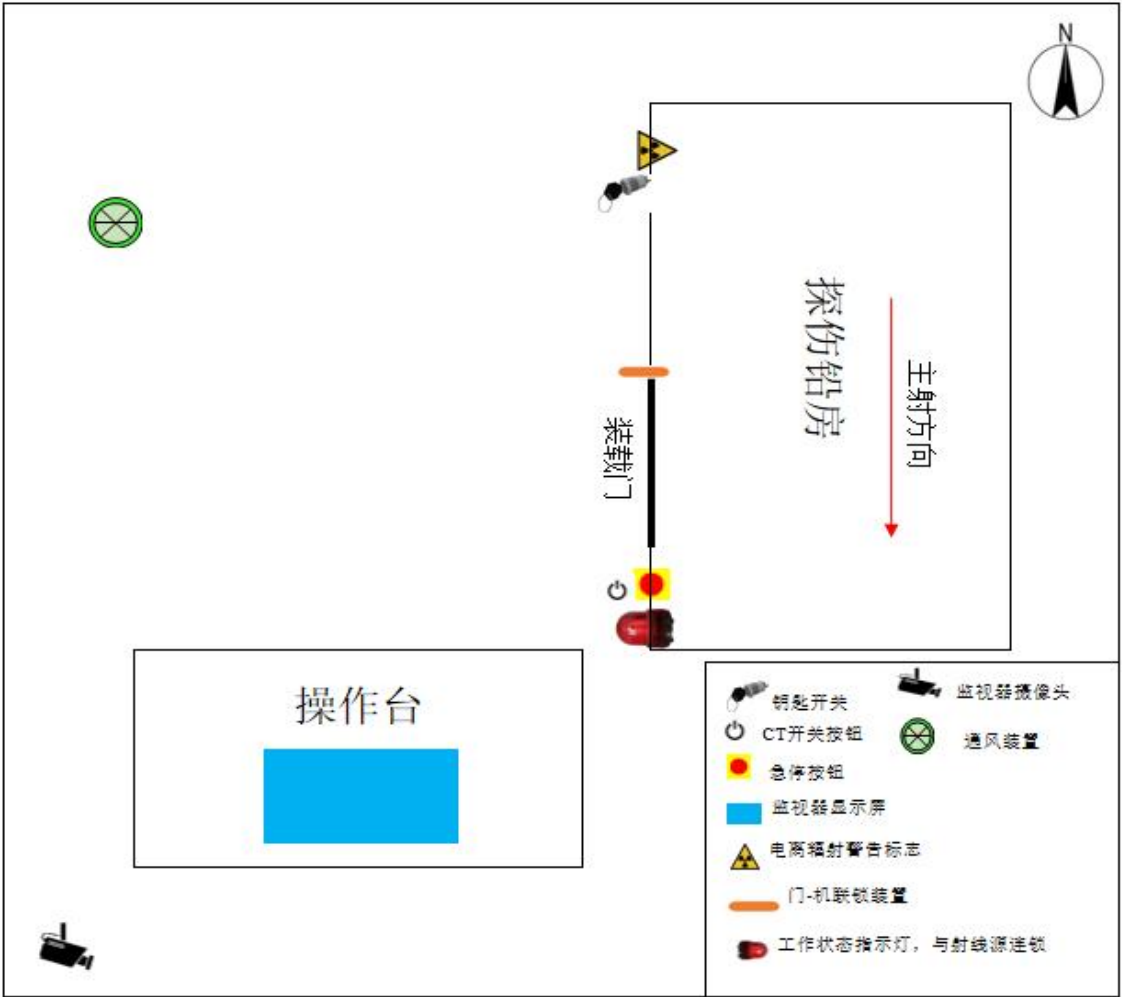 N
探伤铅房
主射方向
装载门
操作台
钥匙开关
监视器摄像头
CT开关按钮
通风装置
急停按钮
监视器显示屏
电离辐射警告标志
门-机联锁装置
工作状态指示灯，与射线源连锁